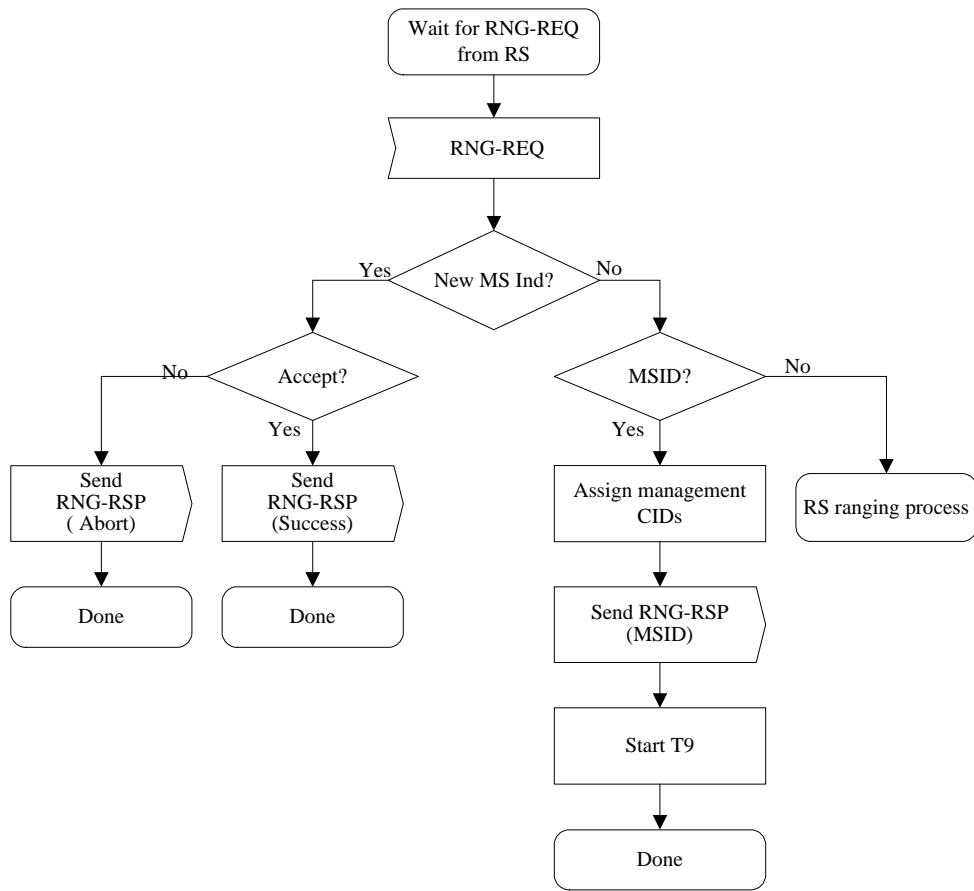 Wait for RNG-REQ
from RS
RNG-REQ
New MS Ind?
Yes
No
Accept?
No
Yes
MSID?
No
Yes
Send
RNG-RSP
( Abort)
Send
RNG-RSP
(Success)
Assign management
CIDs
RS ranging process
Done
Done
Send RNG-RSP
(MSID)
Start T9
Done